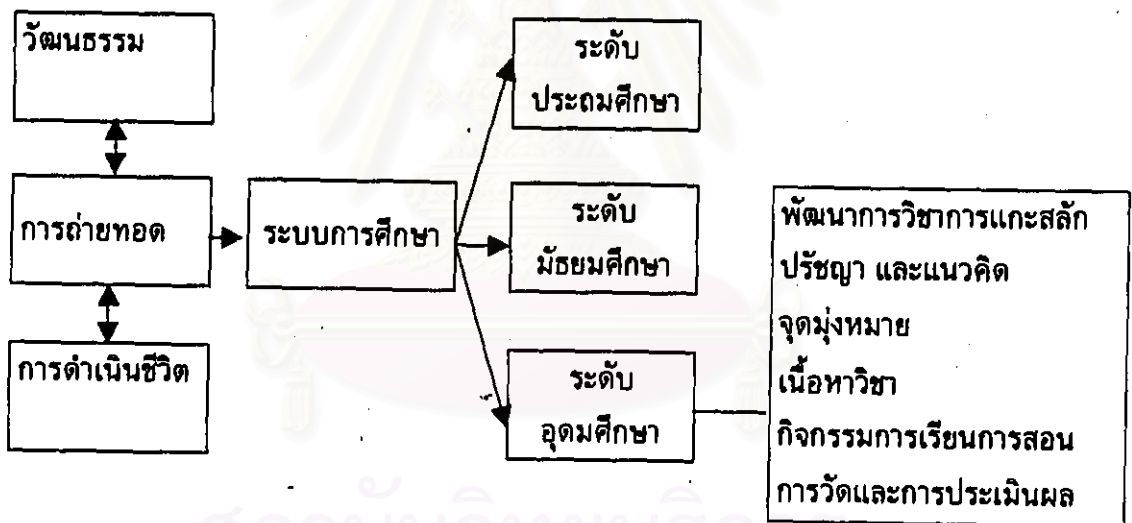 วัฒนธรรม
การถ่ายทอด
การดำเนินชีวิต
ระบบการศึกษา
ระดับ
ประถมศึกษา
ระดับ
มัธยมศึกษา
ระดับ
อุดมศึกษา
พัฒนาการวิชาการแกะสลัก
ปรัชญา และแนวคิด
จุดมุ่งหมาย
เนื้อหาวิชา
กิจกรรมการเรียนการสอน
การวัดและการประเมินผล